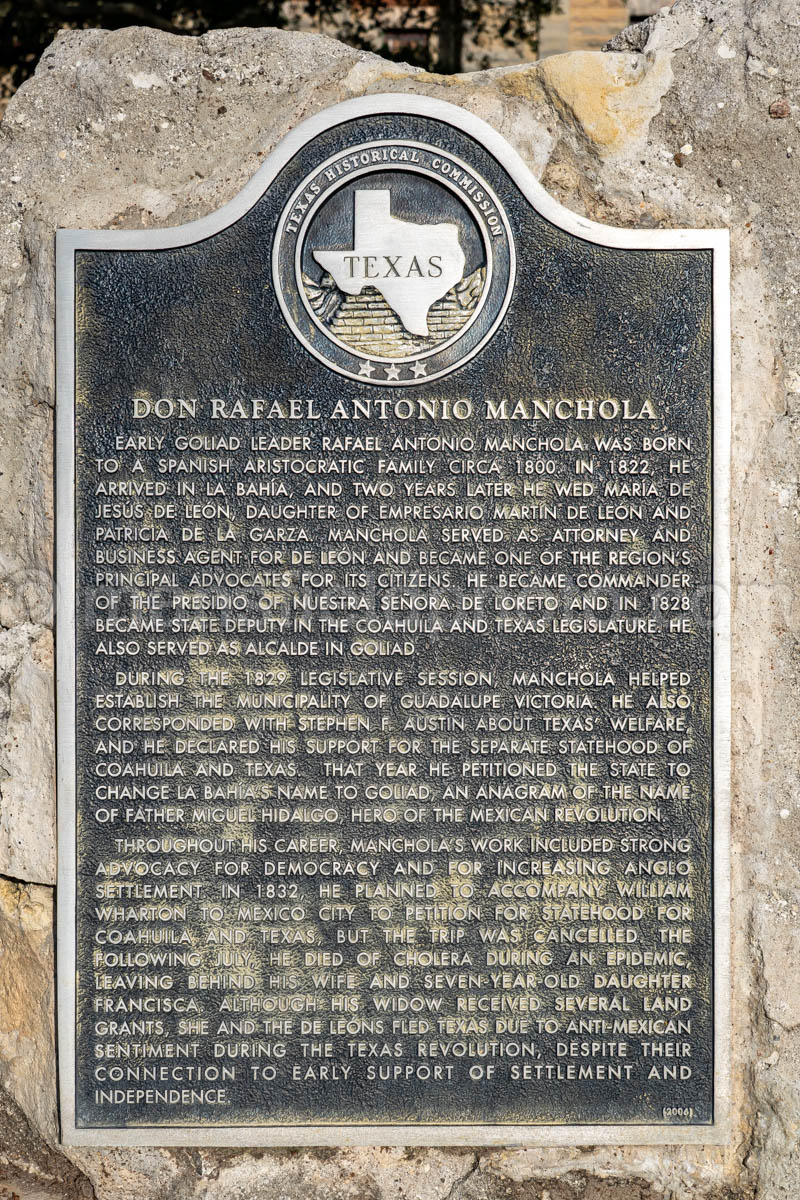 TEXAS HISTORICAL COMMISSION
TEXAS
DON RAFAEL ANTONIO MANCHOLA
EARLY GOLIAD LEADER RAFAEL ANTONIO MANCHOLA WAS BORN
TO A SPANISH ARISTOCRATIC FAMILY CIRCA 1800. IN 1822, HE
ARRIVED IN LA BAHÍA, AND TWO YEARS LATER HE WED MARÍA DE
JESÚS DE LEÓN, DAUGHTER OF EMPRESARIO MARTÍN DE LEÓN AND
PATRICIA DE LA GARZA. MANCHOLA SERVED AS ATTORNEY AND
BUSINESS AGENT FOR DE LEÓN AND BECAME ONE OF THE REGION'S
PRINCIPAL ADVOCATES FOR ITS CITIZENS. HE BECAME COMMANDER
OF THE PRESIDIO OF NUESTRA SEÑORA DE LORETO AND IN 1828
BECAME STATE DEPUTY IN THE COAHUILA AND TEXAS LEGISLATURE. HE
ALSO SERVED AS ALCALDE IN GOLIAD.
DURING THE 1829 LEGISLATIVE SESSION, MANCHOLA HELPED
ESTABLISH THE MUNICIPALITY OF GUADALUPE VICTORIA. HE ALSO
CORRESPONDED WITH STEPHEN F. AUSTIN ABOUT TEXAS' WELFARE,
AND HE DECLARED HIS SUPPORT FOR THE SEPARATE STATEHOOD OF
COAHUILA AND TEXAS. THAT YEAR HE PETITIONED THE STATE TO
CHANGE LA BAHÍA'S NAME TO GOLIAD, AN ANAGRAM OF THE NAME
OF FATHER MIGUEL HIDALGO, HERO OF THE MEXICAN REVOLUTION.
THROUGHOUT HIS CAREER, MANCHOLA'S WORK INCLUDED STRONG
ADVOCACY FOR DEMOCRACY AND FOR INCREASING ANGLO
SETTLEMENT. IN 1832, HE PLANNED TO ACCOMPANY WILLIAM
WHARTON TO MEXICO CITY TO PETITION FOR STATEHOOD FOR
COAHUILA AND TEXAS, BUT THE TRIP WAS CANCELLED. THE
FOLLOWING JULY, HE DIED OF CHOLERA DURING AN EPIDEMIC,
LEAVING BEHIND HIS WIFE AND SEVEN-YEAR-OLD DAUGHTER
FRANCISCA. ALTHOUGH HIS WIDOW RECEIVED SEVERAL LAND
GRANTS, SHE AND THE DE LEÓNS FLED TEXAS DUE TO ANTI-MEXICAN
SENTIMENT DURING THE TEXAS REVOLUTION, DESPITE THEIR
CONNECTION TO EARLY SUPPORT OF SETTLEMENT AND
INDEPENDENCE.
(2006)